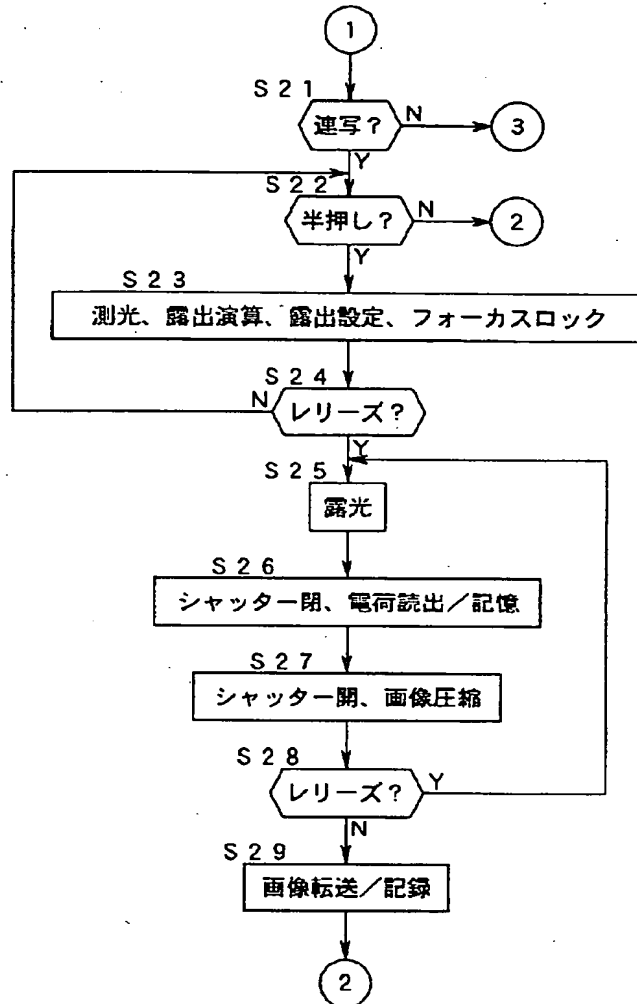 1
S21
連写?
N
3
Y
S22
半押し?
N
2
Y
S23
測光、露出演算、露出設定、フォーカスロック
S24
N
レリーズ?
Y
S25
露光
S26
シャッター閉、電荷読出/記憶
S27
シャッター開、画像圧縮
S28
レリーズ?
Y
N
S29
画像転送/記録
2